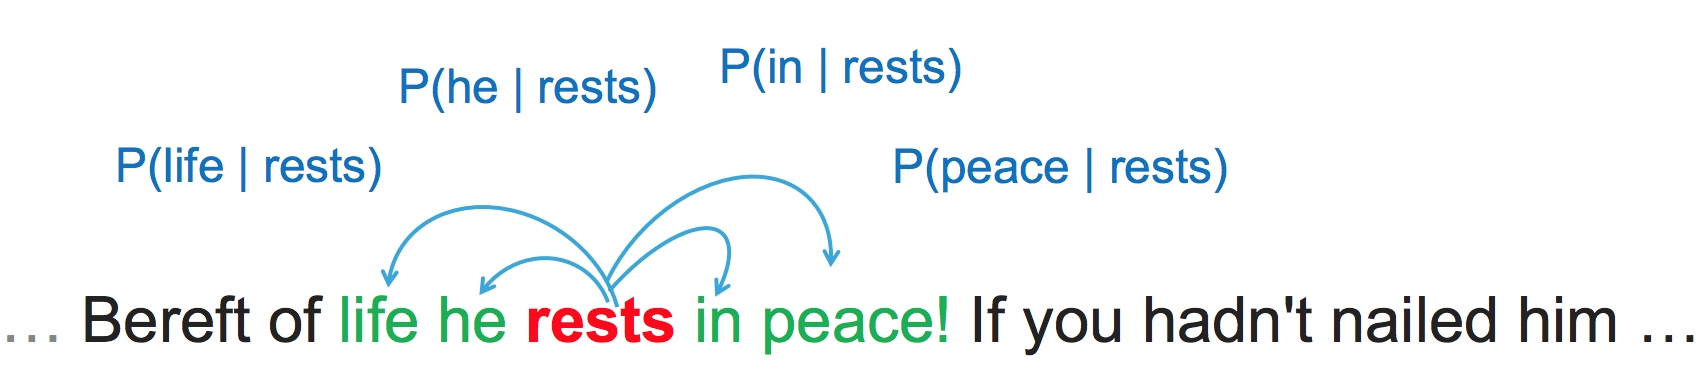 P(he | rests) P(in | rests)
P(life | rests) P(peace | rests)
… Bereft of life he rests in peace! If you hadn't nailed him …